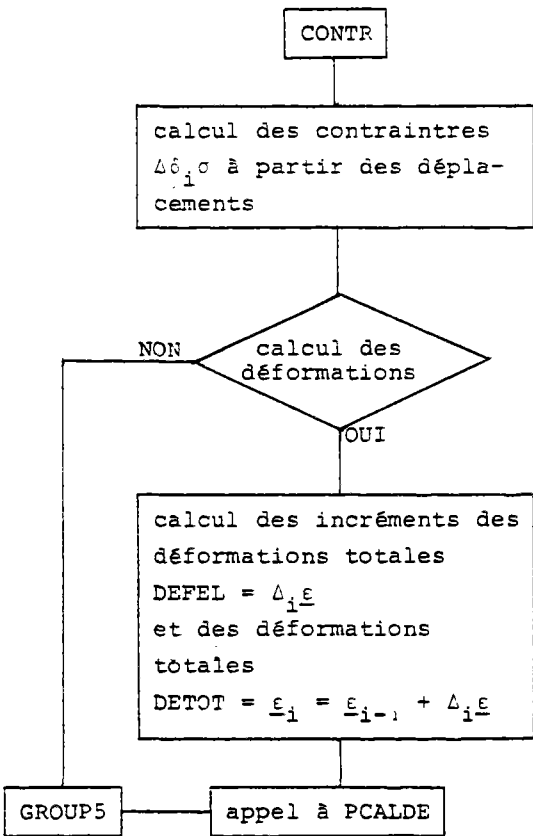 CONTR
calcul des contraintres
Δδᵢσ à partir des dépla-
cements
NON
calcul des
déformations
OUI
calcul des incréments des
déformations totales
DEFEL = Δᵢε
et des déformations
totales
DETOT = εᵢ = εᵢ₋₁ + Δᵢε
GROUP5
appel à PCALDE